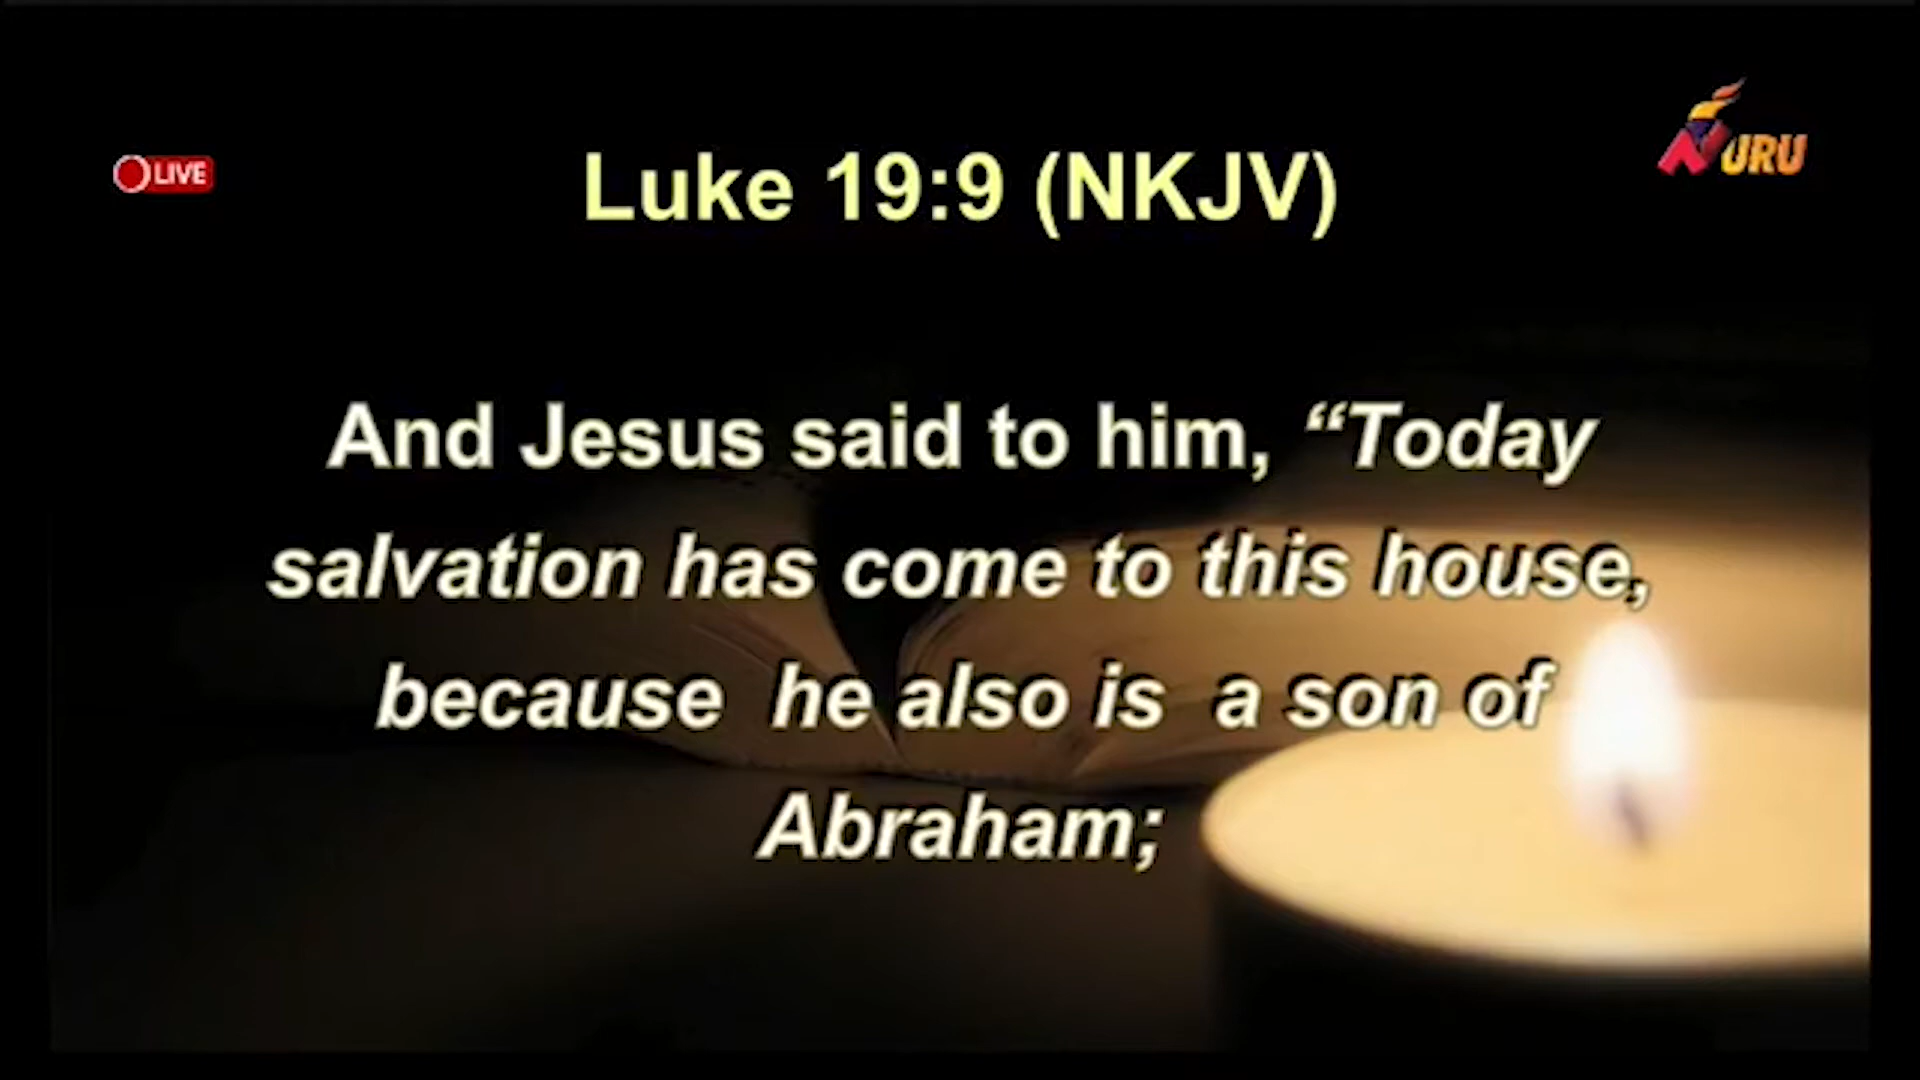 LIVE
NURU
Luke 19:9 (NKJV)
And Jesus said to him, “Today
salvation has come to this house,
because he also is a son of
Abraham;